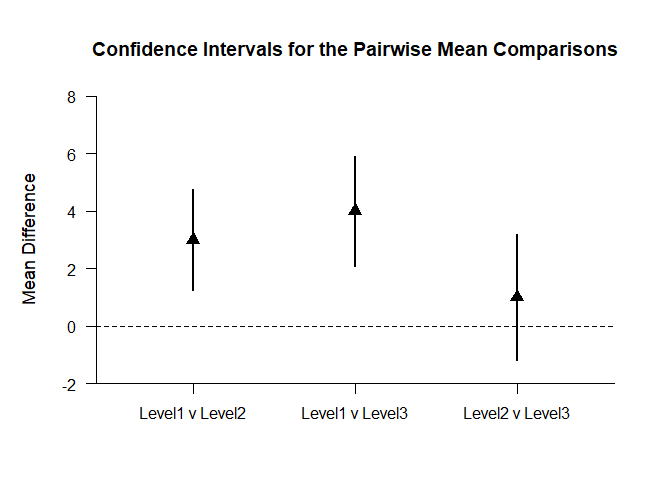 Confidence Intervals for the Pairwise Mean Comparisons
Mean Difference
8
6
4
2
0
-2
Level1 v Level2
Level1 v Level3
Level2 v Level3